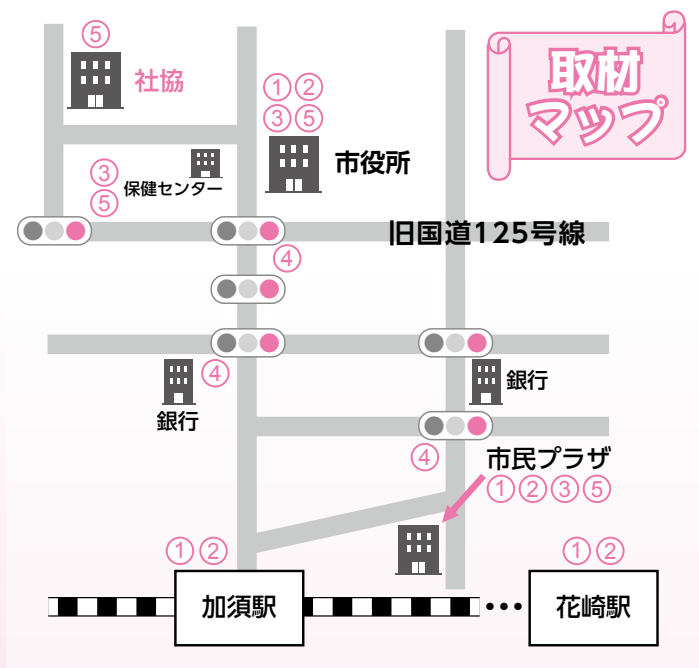 取材
マップ
⑤
社協
①②
③⑤
市役所
③
⑤
保健センター
旧国道125号線
④
④
銀行
銀行
④
市民プラザ
①②③⑤
①②
加須駅
①②
花崎駅